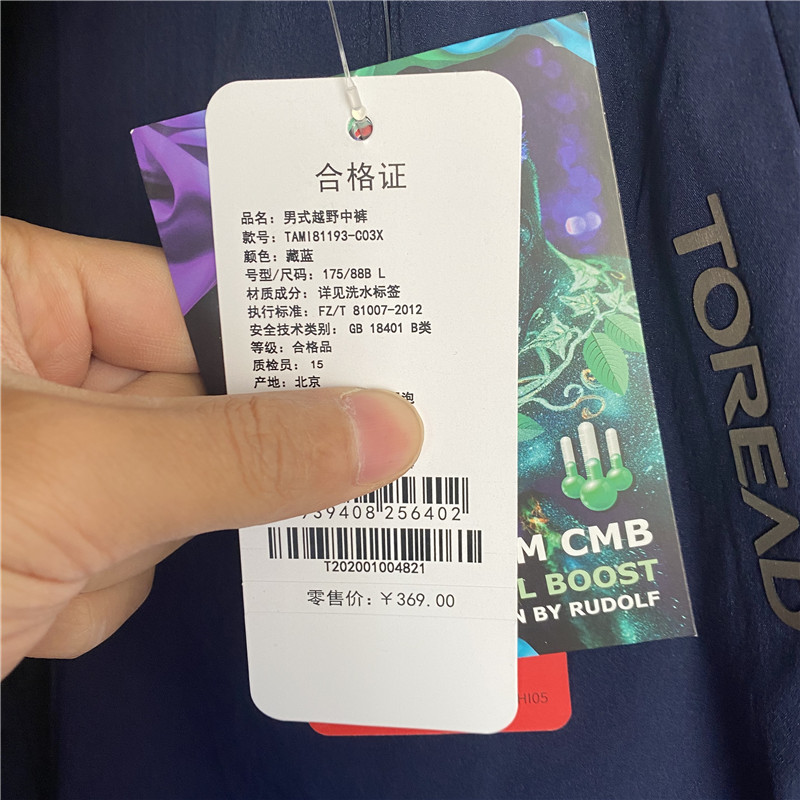 合格证
品名：男式越野中裤
款号：TAMI81193-C03X
颜色：藏蓝
号型/尺码：175/88B L
材质成分：详见洗水标签
执行标准：FZ/T 81007-2012
安全技术类别：GB 18401 B类
等级：合格品
质检员：15
产地：北京
泡
39408 256402
T202001004821
零售价：￥369.00
TOREAD
M CMB
L BOOST
N BY RUDOLF
HI05